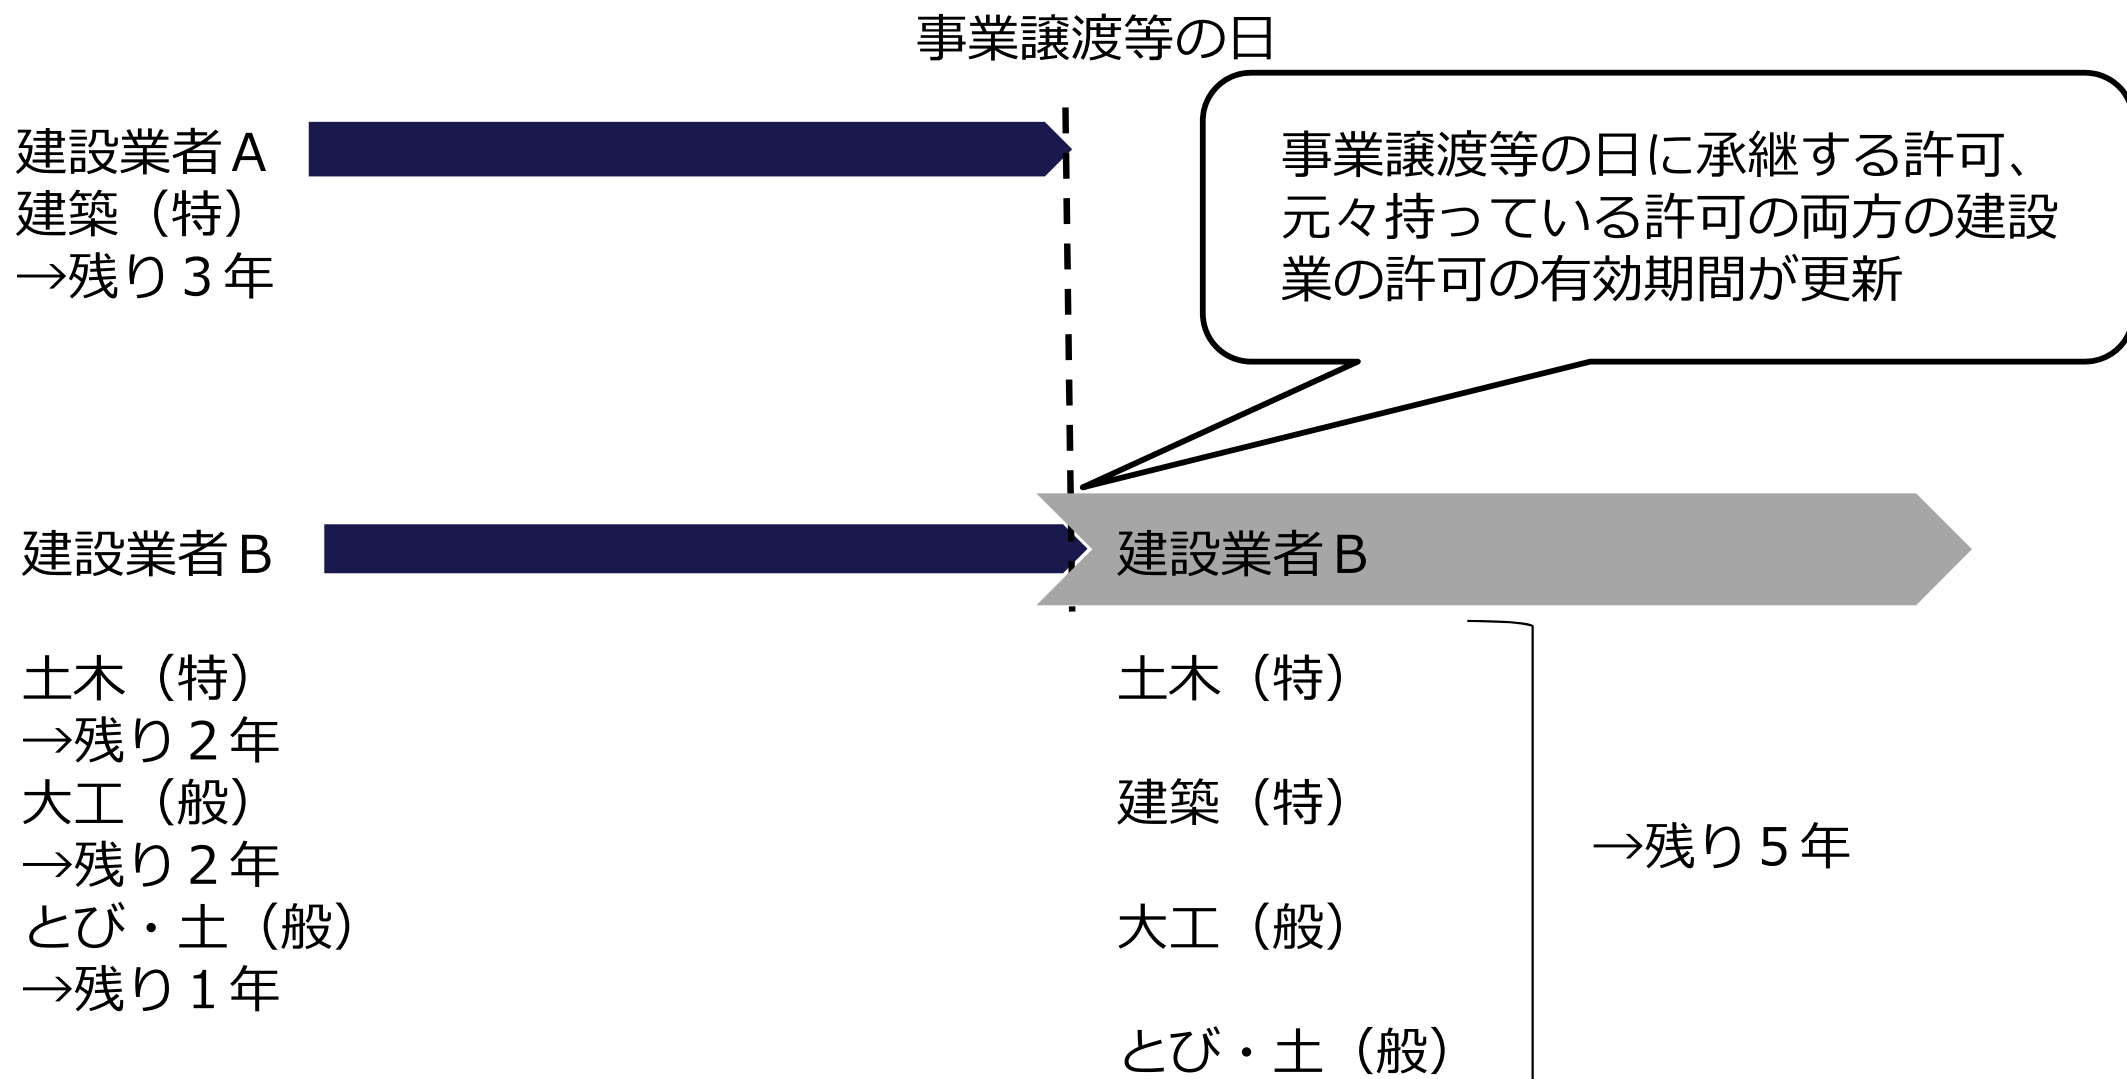 事業譲渡等の日
建設業者Ａ
建築（特）
→残り３年
事業譲渡等の日に承継する許可、
元々持っている許可の両方の建設
業の許可の有効期間が更新
建設業者Ｂ
土木（特）
→残り２年
大工（般）
→残り２年
とび・土（般）
→残り１年
建設業者Ｂ
土木（特）
建築（特）
大工（般）
とび・土（般）
→残り５年